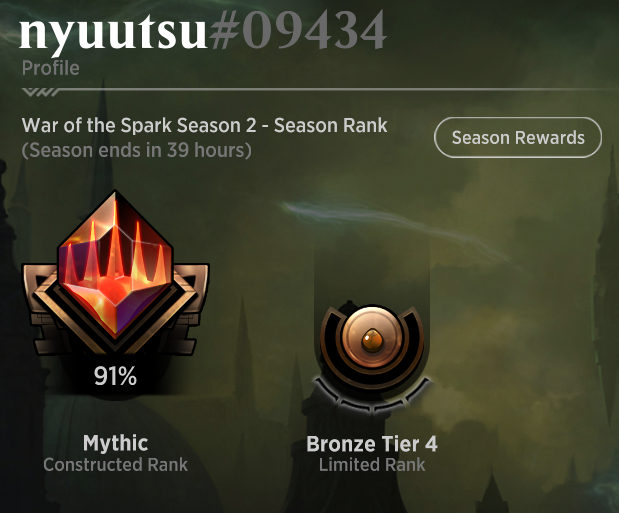 nyuutsu#09434
Profile
War of the Spark Season 2 - Season Rank
(Season ends in 39 hours)
Season Rewards
91%
Mythic
Constructed Rank
Bronze Tier 4
Limited Rank